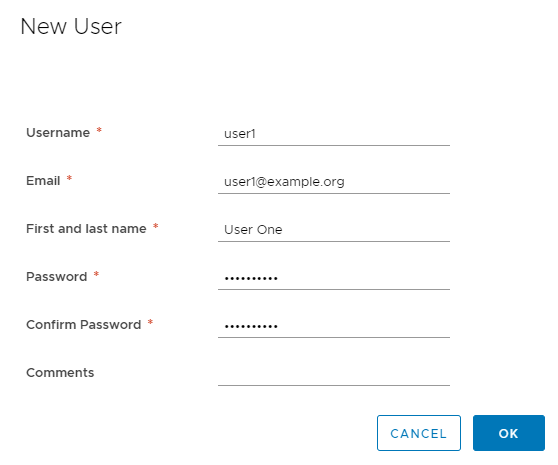 New User
Username * user1
Email * user1@example.org
First and last name * User One
Password * ••••••••••
Confirm Password * ••••••••••
Comments
CANCEL OK